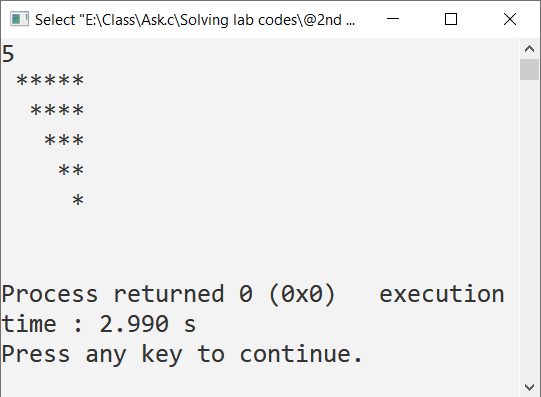 Select "E:\Class\Ask.c\Solving lab codes\@2nd ...
5
 *****
  ****
   ***
    **
     *
Process returned 0 (0x0)   execution
time : 2.990 s
Press any key to continue.